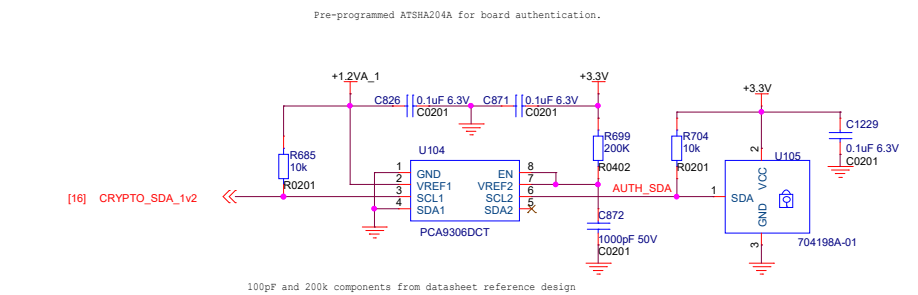 Pre-programmed ATSHA204A for board authentication.
+1.2VA_1
+3.3V
+3.3V
C826
0.1uF 6.3V
C0201
C871
0.1uF 6.3V
C0201
C1229
0.1uF 6.3V
C0201
R685
10k
R0201
R699
200K
R0402
R704
10k
R0201
U104
1
GND
EN
8
2
VREF1
VREF2
7
3
SCL1
SCL2
6
4
SDA1
SDA2
5
PCA9306DCT
[16] CRYPTO_SDA_1v2
AUTH_SDA
C872
1000pF 50V
C0201
U105
2
VCC
1
SDA
GND
3
704198A-01
100pF and 200k components from datasheet reference design